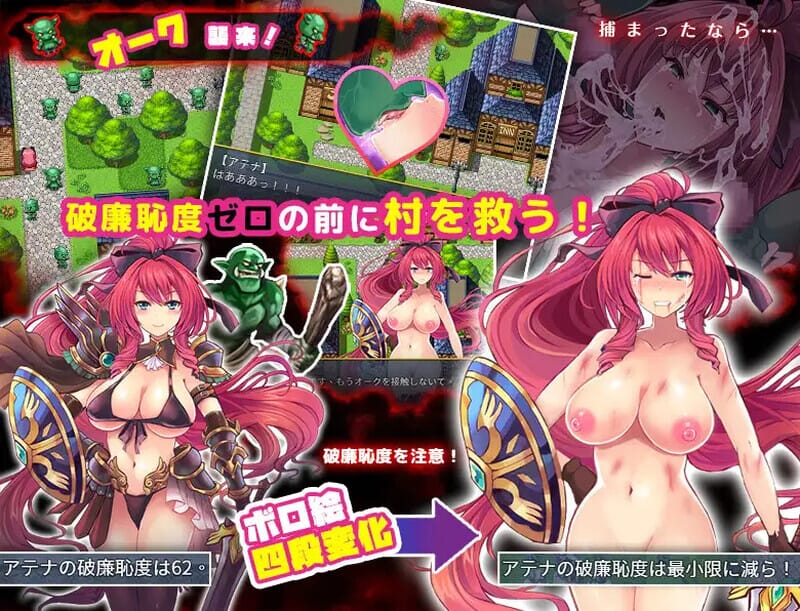 オーク 襲来！
捕まったなら…
INN
【アテナ】
はあああっ！！！
破廉恥度ゼロの前に村を救う！
す、もうオークを接触しないで
破廉恥度を注意！
ボロ絵
四段変化
アテナの破廉恥度は62。
アテナの破廉恥度は最小限に減ら！